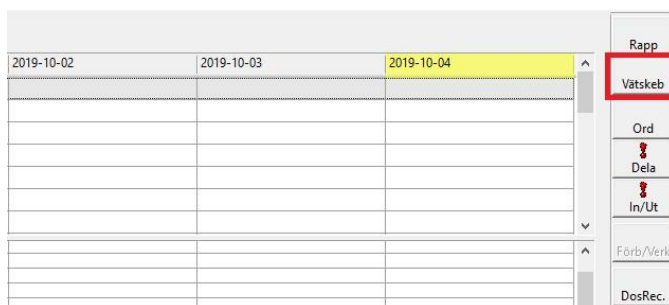 2019-10-02 2019-10-03 2019-10-04
Rapp
Vätskeb
Ord
Dela
In/Ut
Förb/Verk
DosRec.